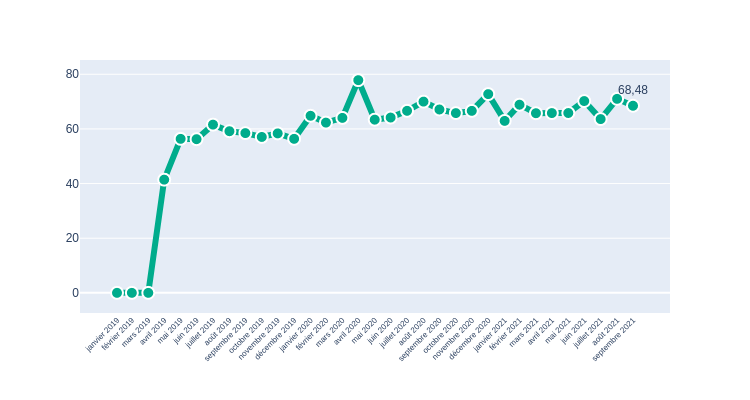 80
60
40
20
0
68,48
janvier 2019
février 2019
mars 2019
avril 2019
mai 2019
juin 2019
juillet 2019
août 2019
septembre 2019
octobre 2019
novembre 2019
décembre 2019
janvier 2020
février 2020
mars 2020
avril 2020
mai 2020
juin 2020
juillet 2020
août 2020
septembre 2020
octobre 2020
novembre 2020
décembre 2020
janvier 2021
février 2021
mars 2021
avril 2021
mai 2021
juin 2021
juillet 2021
août 2021
septembre 2021